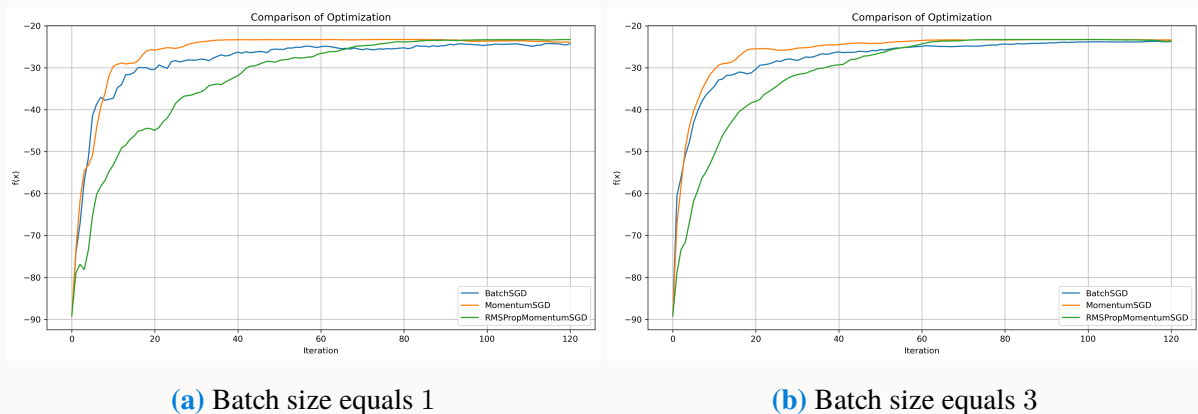 Comparison of Optimization
−20
−30
−40
−50
−60
−70
−80
−90
f(x)
0 20 40 60 80 100 120
Iteration
BatchSGD
MomentumSGD
RMSPropMomentumSGD
(a) Batch size equals 1
Comparison of Optimization
−20
−30
−40
−50
−60
−70
−80
−90
f(x)
0 20 40 60 80 100 120
Iteration
BatchSGD
MomentumSGD
RMSPropMomentumSGD
(b) Batch size equals 3